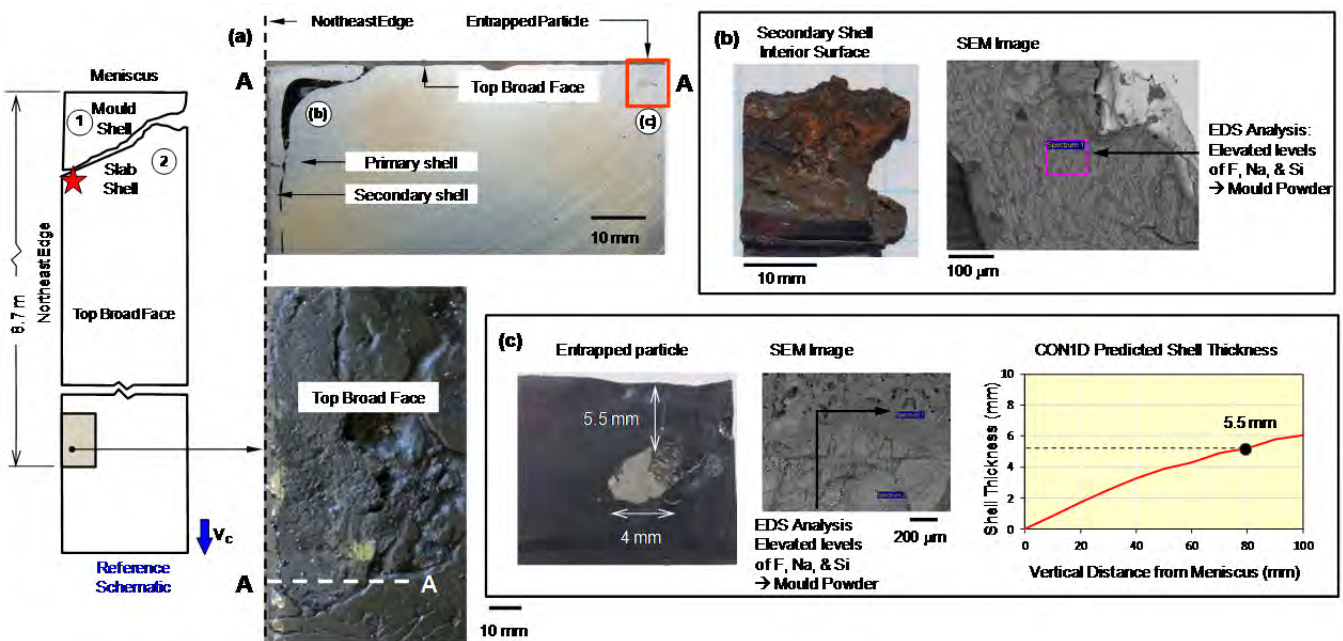 Meniscus
Mould
Shell
1
2
Slab
Shell
8.7 m
Northeast Edge
Top Broad Face
Vc
Reference
Schematic
(a)
Northeast Edge
Entrapped Particle
A
A
Top Broad Face
(b)
(c)
Primary shell
Secondary shell
10 mm
Top Broad Face
A
A
10 mm
(b)
Secondary Shell
Interior Surface
SEM Image
Spectrum 1
EDS Analysis:
Elevated levels
of F, Na, & Si
→ Mould Powder
10 mm
100 μm
(c)
Entrapped particle
SEM Image
CON1D Predicted Shell Thickness
5.5 mm
4 mm
Spectrum 1
Spectrum 2
EDS Analysis
Elevated levels
of F, Na, & Si
→ Mould Powder
200 μm
Shell Thickness (mm)
10
8
6
4
2
0
5.5 mm
0
20
40
60
80
100
Vertical Distance from Meniscus (mm)